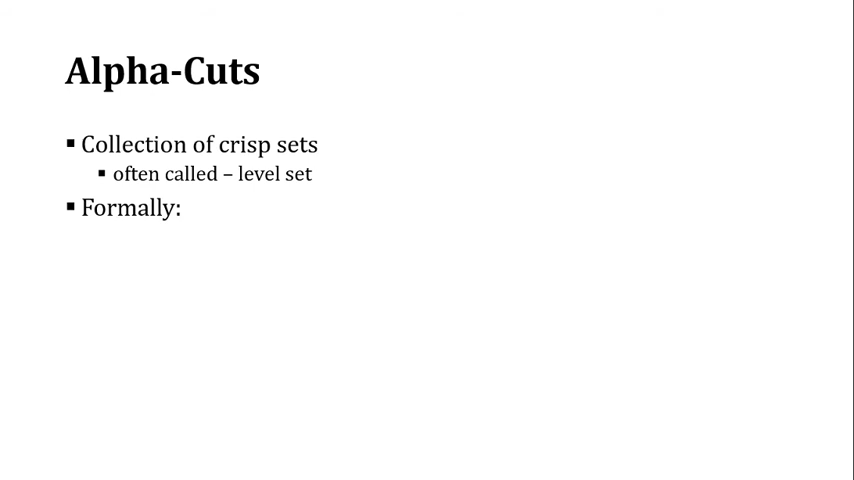 Alpha-Cuts
▪ Collection of crisp sets
▪ often called – level set
▪ Formally: